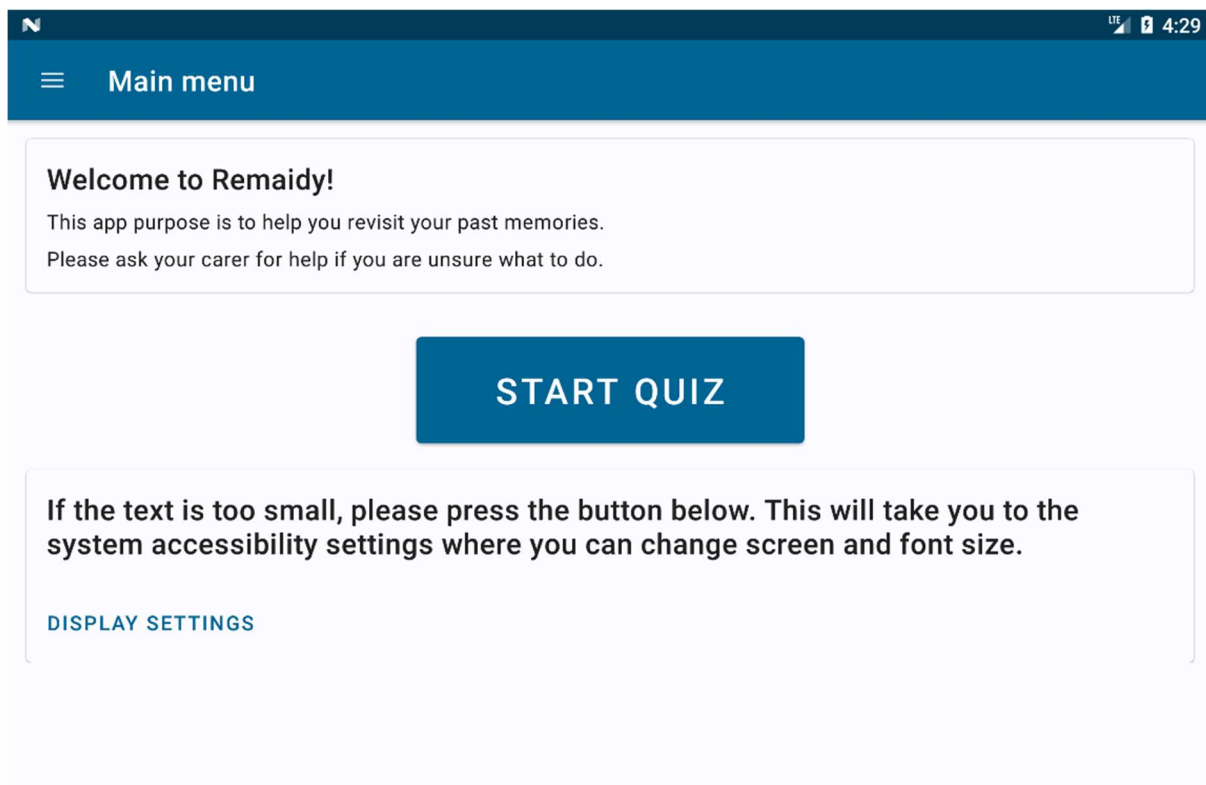 LTE 4:29
Main menu
Welcome to Remaidy!
This app purpose is to help you revisit your past memories.
Please ask your carer for help if you are unsure what to do.
START QUIZ
If the text is too small, please press the button below. This will take you to the
system accessibility settings where you can change screen and font size.
DISPLAY SETTINGS